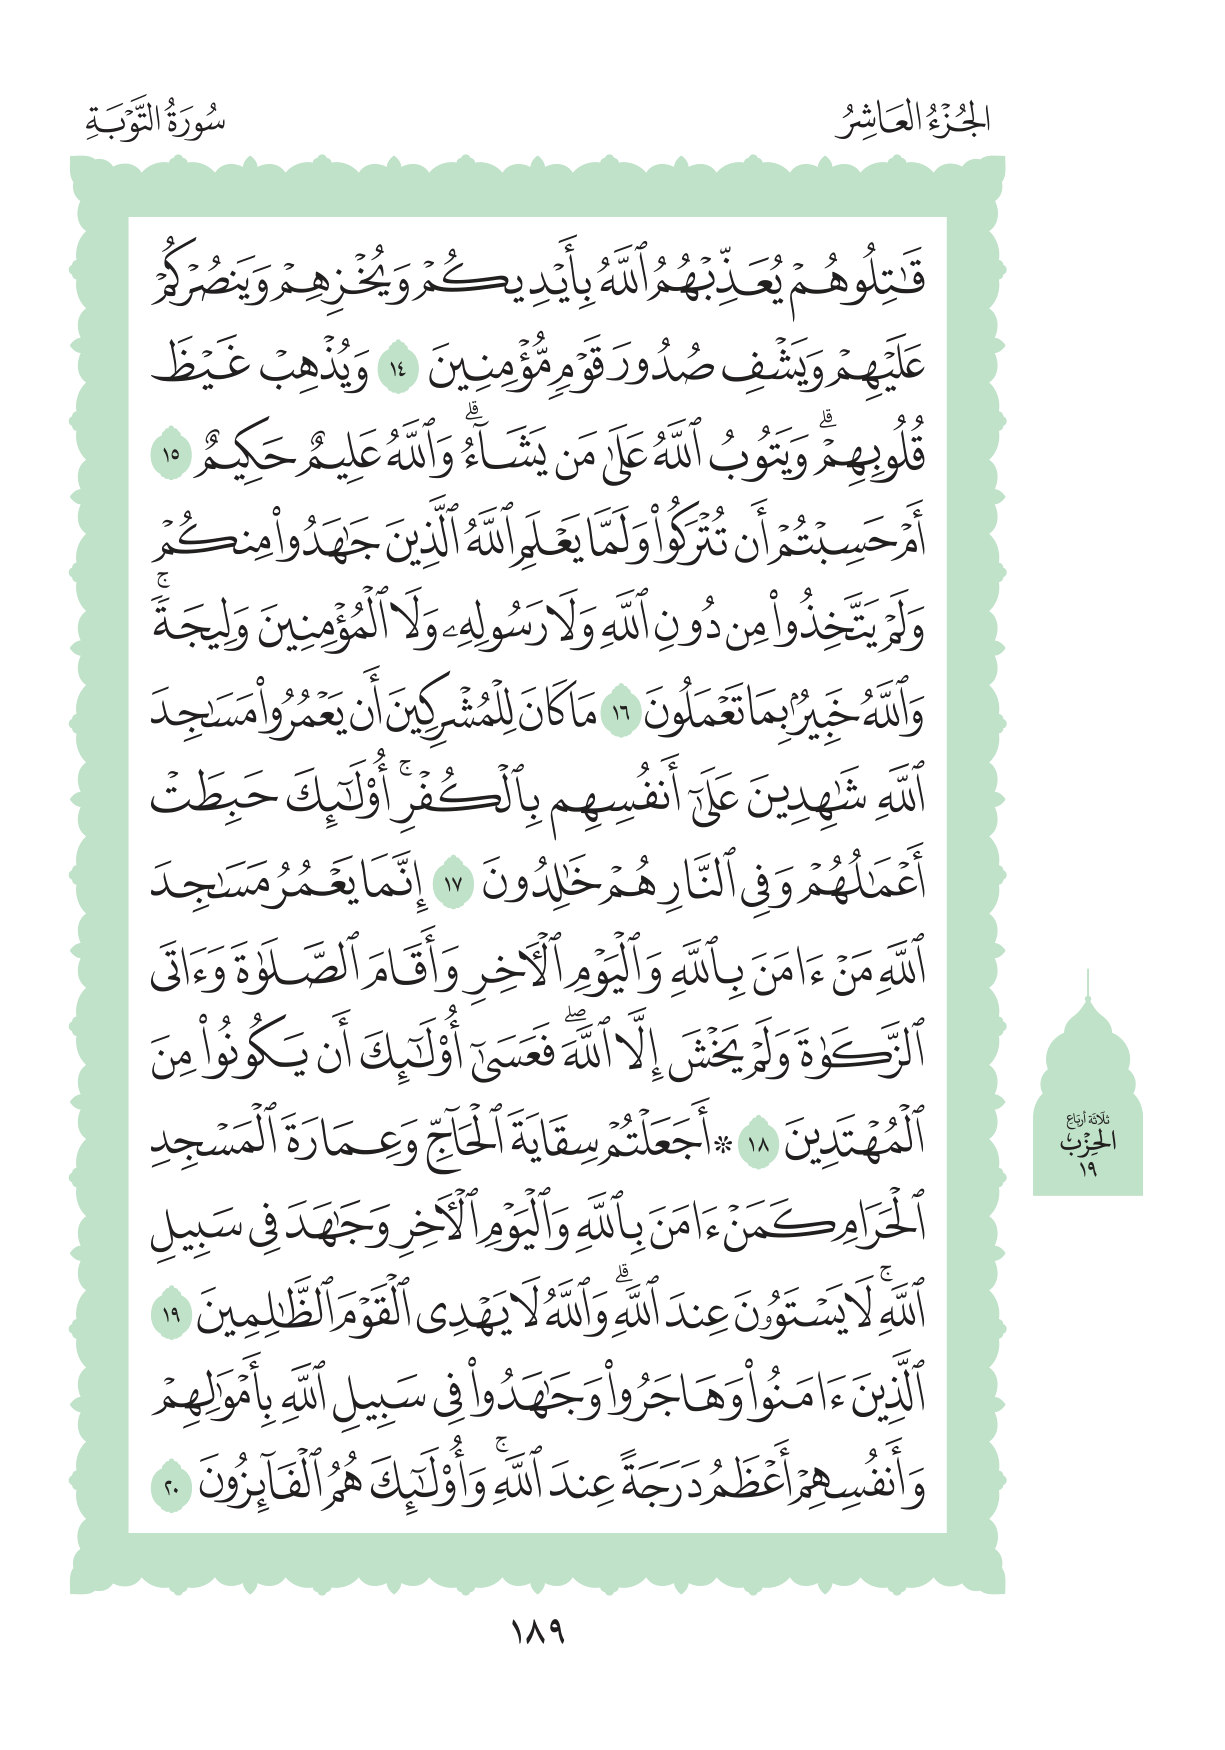 الجُزْءُ العَاشِرُ
سُورَةُ التَّوْبَةِ
قَٰتِلُوهُمْ يُعَذِّبْهُمُ ٱللَّهُ بِأَيْدِيكُمْ وَيُخْزِهِمْ وَيَنصُرْكُمْ
عَلَيْهِمْ وَيَشْفِ صُدُورَ قَوْمٍ مُّؤْمِنِينَ ١٤ وَيُذْهِبْ غَيْظَ
قُلُوبِهِمْۗ وَيَتُوبُ ٱللَّهُ عَلَىٰ مَن يَشَآءُۗ وَٱللَّهُ عَلِيمٌ حَكِيمٌ ١٥
أَمْ حَسِبْتُمْ أَن تُتْرَكُوا۟ وَلَمَّا يَعْلَمِ ٱللَّهُ ٱلَّذِينَ جَٰهَدُوا۟ مِنكُمْ
وَلَمْ يَتَّخِذُوا۟ مِن دُونِ ٱللَّهِ وَلَا رَسُولِهِۦ وَلَا ٱلْمُؤْمِنِينَ وَلِيجَةًۚ
وَٱللَّهُ خَبِيرٌۢ بِمَا تَعْمَلُونَ ١٦ مَا كَانَ لِلْمُشْرِكِينَ أَن يَعْمُرُوا۟ مَسَٰجِدَ
ٱللَّهِ شَٰهِدِينَ عَلَىٰٓ أَنفُسِهِم بِٱلْكُفْرِۚ أُو۟لَٰٓئِكَ حَبِطَتْ
أَعْمَٰلُهُمْ وَفِى ٱلنَّارِ هُمْ خَٰلِدُونَ ١٧ إِنَّمَا يَعْمُرُ مَسَٰجِدَ
ٱللَّهِ مَنْ ءَامَنَ بِٱللَّهِ وَٱلْيَوْمِ ٱلْـَٔاخِرِ وَأَقَامَ ٱلصَّلَوٰةَ وَءَاتَى
ٱلزَّكَوٰةَ وَلَمْ يَخْشَ إِلَّا ٱللَّهَۖ فَعَسَىٰٓ أُو۟لَٰٓئِكَ أَن يَكُونُوا۟ مِنَ
ٱلْمُهْتَدِينَ ١٨ ۞ أَجَعَلْتُمْ سِقَايَةَ ٱلْحَآجِّ وَعِمَارَةَ ٱلْمَسْجِدِ
ٱلْحَرَامِ كَمَنْ ءَامَنَ بِٱللَّهِ وَٱلْيَوْمِ ٱلْـَٔاخِرِ وَجَٰهَدَ فِى سَبِيلِ
ٱللَّهِۚ لَا يَسْتَوُۥنَ عِندَ ٱللَّهِۗ وَٱللَّهُ لَا يَهْدِى ٱلْقَوْمَ ٱلظَّٰلِمِينَ ١٩
ٱلَّذِينَ ءَامَنُوا۟ وَهَاجَرُوا۟ وَجَٰهَدُوا۟ فِى سَبِيلِ ٱللَّهِ بِأَمْوَٰلِهِمْ
وَأَنفُسِهِمْ أَعْظَمُ دَرَجَةً عِندَ ٱللَّهِۚ وَأُو۟لَٰٓئِكَ هُمُ ٱلْفَآئِزُونَ ٢٠
ثلَاثَة أرباع
الحِزْب
١٩
١٨٩